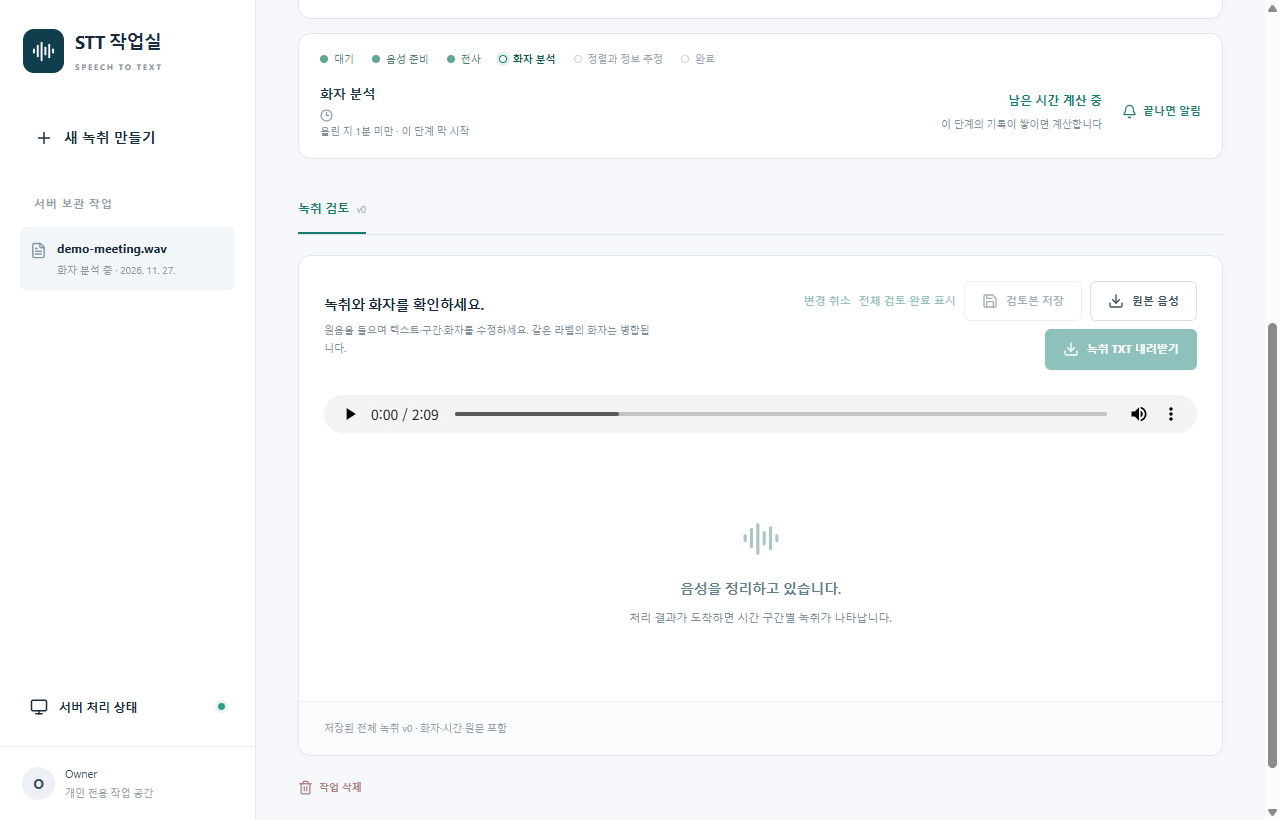 STT 작업실
SPEECH TO TEXT
새 녹취 만들기
서버 보관 작업
demo-meeting.wav
화자 분석 중 · 2026. 11. 27.
서버 처리 상태
O
Owner
개인 전용 작업 공간
대기 음성 준비 전사 화자 분석 정렬과 정보 추정 완료
화자 분석
올린 지 1분 미만 · 이 단계 막 시작
남은 시간 계산 중
이 단계의 기록이 쌓이면 계산합니다
끝나면 알림
녹취 검토 v0
녹취와 화자를 확인하세요.
원음을 들으며 텍스트·구간·화자를 수정하세요. 같은 라벨의 화자는 병합됩
니다.
변경 취소 전체 검토 완료 표시 검토본 저장 원본 음성
녹취 TXT 내려받기
0:00 / 2:09
음성을 정리하고 있습니다.
처리 결과가 도착하면 시간 구간별 녹취가 나타납니다.
저장된 전체 녹취 v0 · 화자·시간·원문 포함
작업 삭제